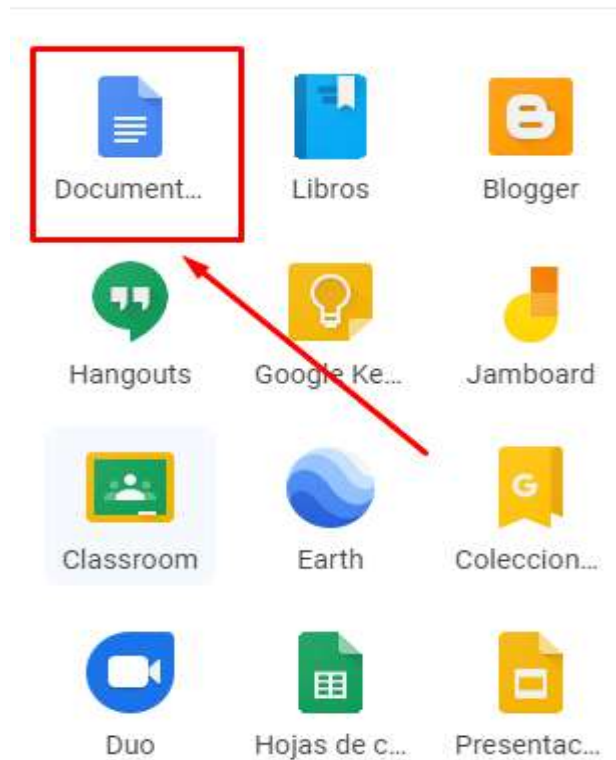 Document...
Libros
Blogger
Hangouts
Google Ke...
Jamboard
G
Classroom
Earth
Coleccion...
Duo
Hojas de c...
Presentac...